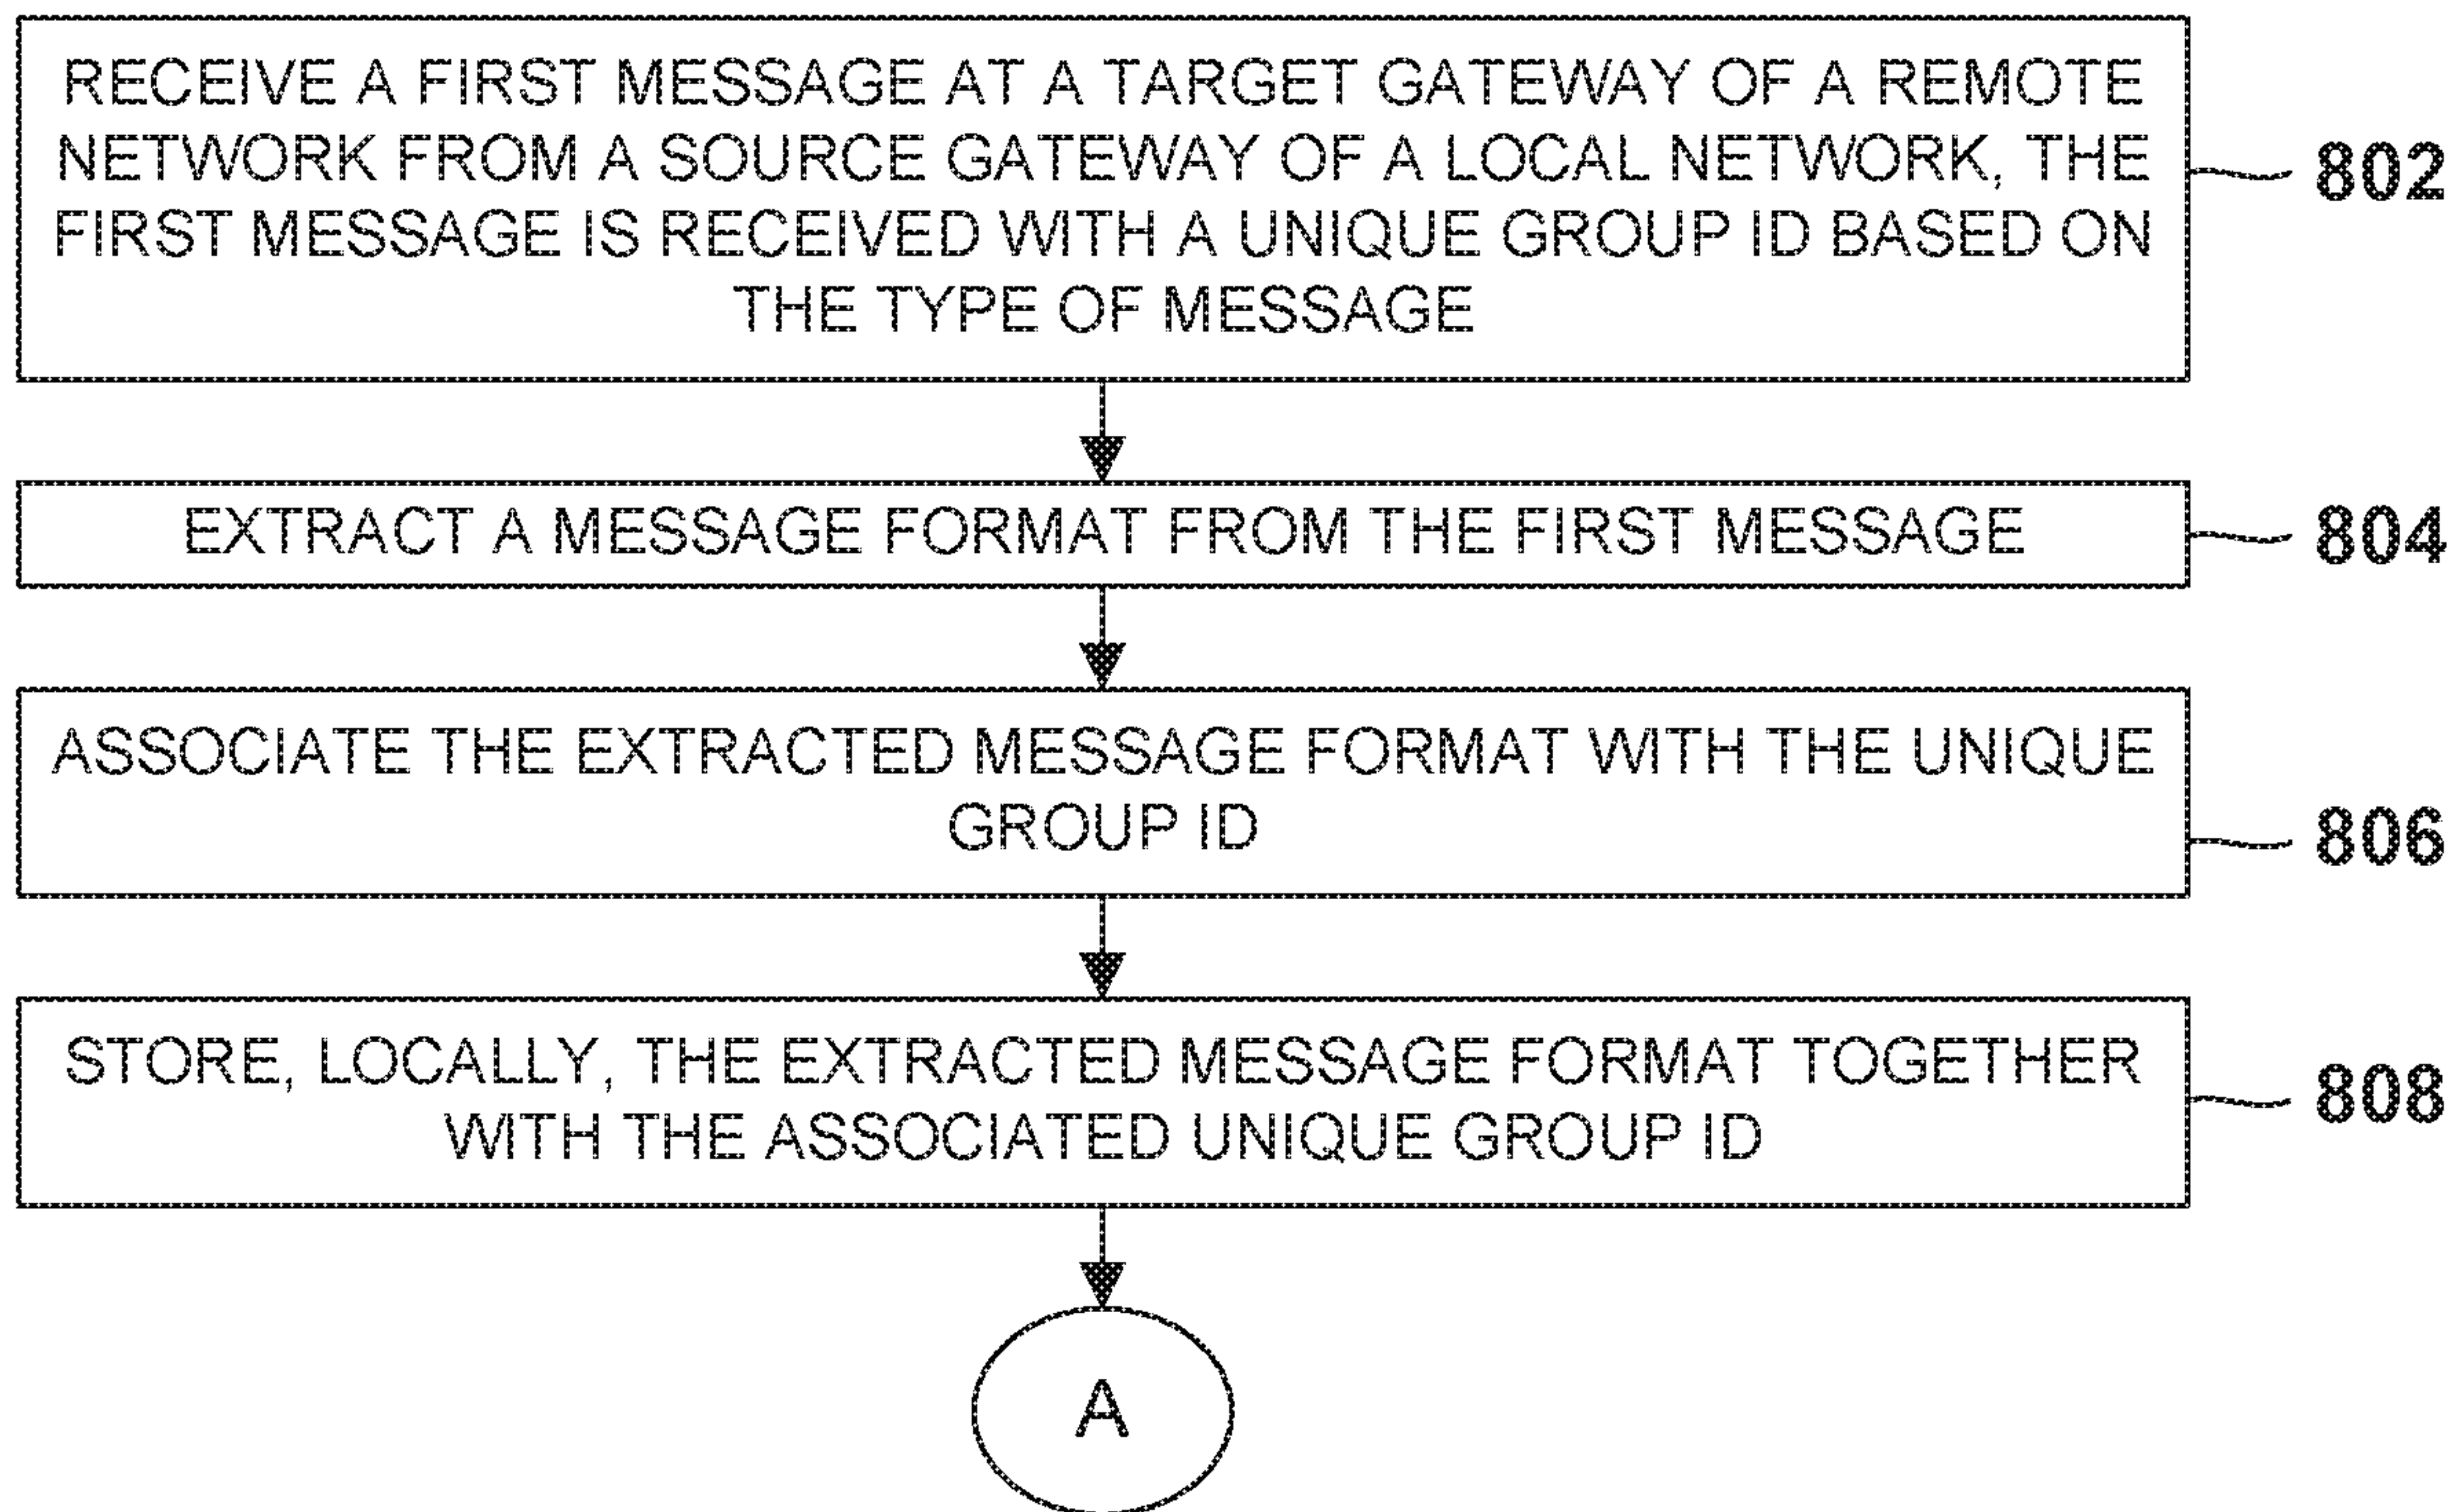 RECEIVE A FIRST MESSAGE AT A TARGET GATEWAY OF A REMOTE
NETWORK FROM A SOURCE GATEWAY OF A LOCAL NETWORK, THE
FIRST MESSAGE IS RECEIVED WITH A UNIQUE GROUP ID BASED ON
THE TYPE OF MESSAGE
802
EXTRACT A MESSAGE FORMAT FROM THE FIRST MESSAGE
804
ASSOCIATE THE EXTRACTED MESSAGE FORMAT WITH THE UNIQUE
GROUP ID
806
STORE, LOCALLY, THE EXTRACTED MESSAGE FORMAT TOGETHER
WITH THE ASSOCIATED UNIQUE GROUP ID
808
A